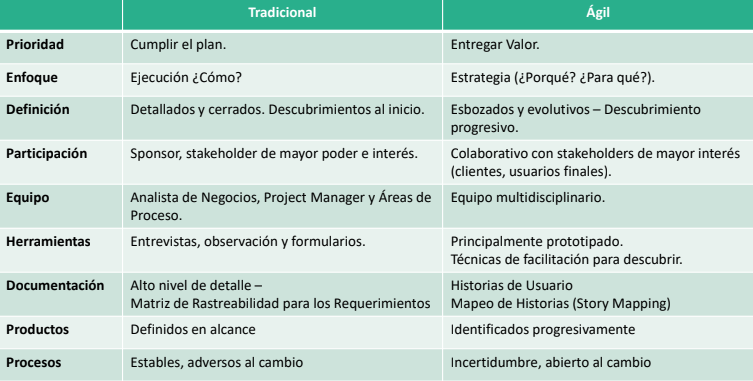 Tradicional Ágil
Prioridad Cumplir el plan. Entregar Valor.
Enfoque Ejecución ¿Cómo? Estrategia (¿Porqué? ¿Para qué?).
Definición Detallados y cerrados. Descubrimientos al inicio. Esbozados y evolutivos – Descubrimiento
progresivo.
Participación Sponsor, stakeholder de mayor poder e interés. Colaborativo con stakeholders de mayor interés
(clientes, usuarios finales).
Equipo Analista de Negocios, Project Manager y Áreas de Equipo multidisciplinario.
Proceso.
Herramientas Entrevistas, observación y formularios. Principalmente prototipado.
Técnicas de facilitación para descubrir.
Documentación Alto nivel de detalle – Historias de Usuario
Matriz de Rastreabilidad para los Requerimientos Mapeo de Historias (Story Mapping)
Productos Definidos en alcance Identificados progresivamente
Procesos Estables, adversos al cambio Incertidumbre, abierto al cambio